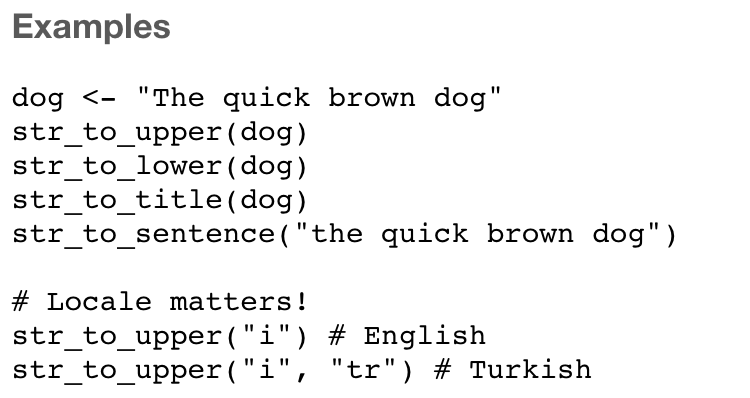 Examples
dog <- "The quick brown dog"
str_to_upper(dog)
str_to_lower(dog)
str_to_title(dog)
str_to_sentence("the quick brown dog")
# Locale matters!
str_to_upper("i") # English
str_to_upper("i", "tr") # Turkish